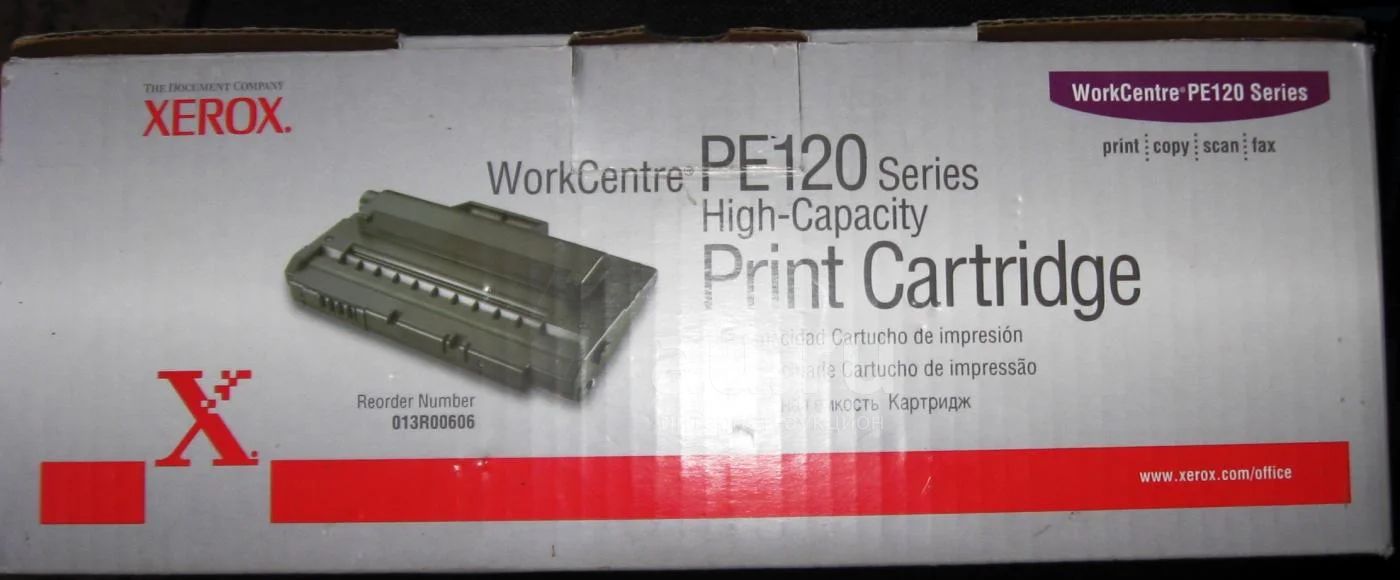 THE DOCUMENT COMPANY
XEROX.
WorkCentre® PE120 Series
print copy scan fax
WorkCentre® PE120 Series
High-Capacity
Print Cartridge
Cartucho de impresión
Cartucho de impressão
Картридж
Reorder Number
013R00606
X.
www.xerox.com/office